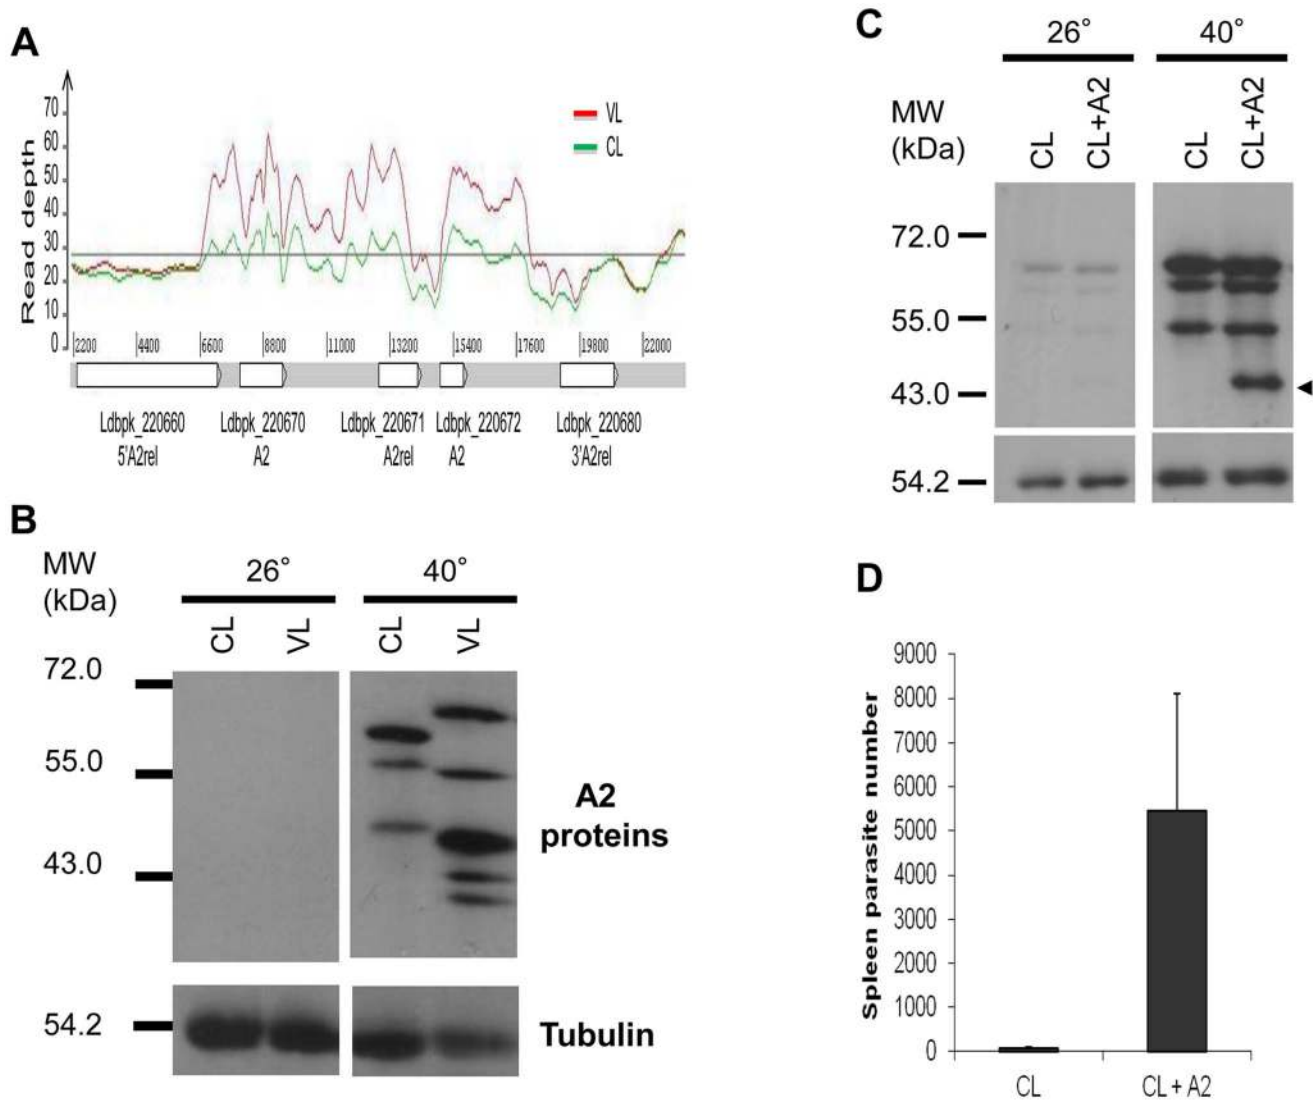 A
Read depth
70
60
50
40
30
20
10
0
VL
CL
2200 4400 6600 8800 11000 13200 15400 17600 19800 22000
Ldbpk_220660 Ldbpk_220670 Ldbpk_220671 Ldbpk_220672 Ldbpk_220680
5'A2rel A2 A2rel A2 3'A2rel
B
MW
(kDa)
26° 40°
CL VL CL VL
72.0
55.0
43.0
54.2
A2
proteins
Tubulin
C
26° 40°
MW
(kDa)
CL CL+A2 CL CL+A2
72.0
55.0
43.0
54.2
D
Spleen parasite number
9000
8000
7000
6000
5000
4000
3000
2000
1000
0
CL CL + A2